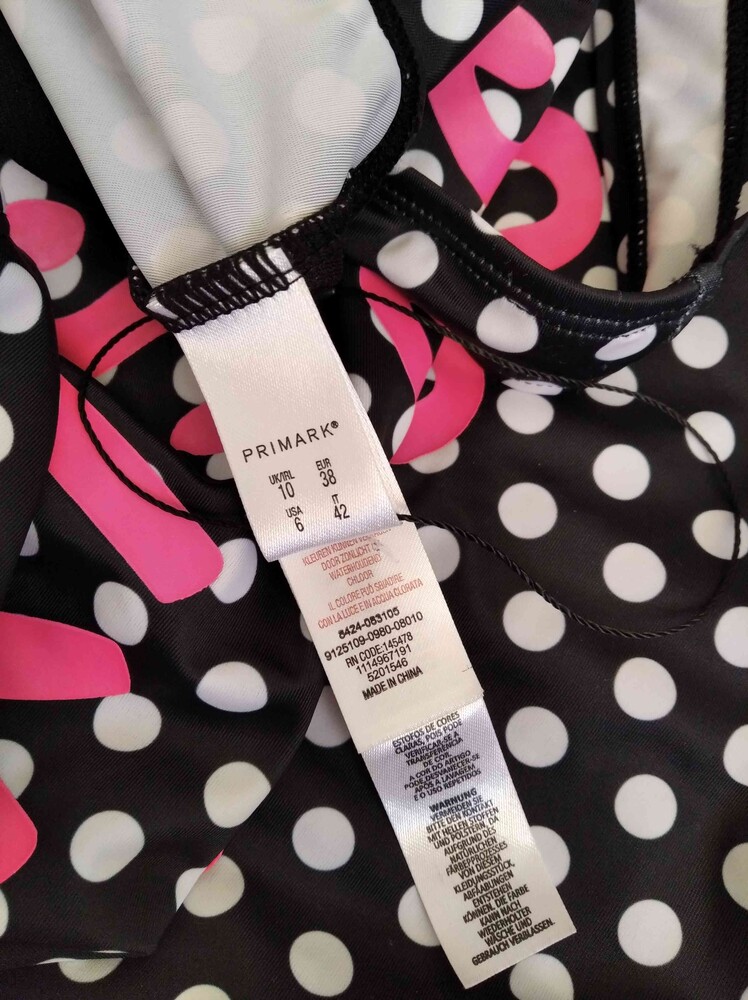 PRIMARK®
UK/IRL EUR
10 38
USA IT
6 42
KLEUREN KUNNEN
DOOR ZONLICHT
WATERHOUDEND
CHLOOR
IL COLORE PUÒ SBIADIRE
CON LA LUCE E IN ACQUA CLORATA
8424-083105
9125109-0980-08010
RN CODE:145478
1114967191
5201546
MADE IN CHINA
ESTOFOS DE CORES
CLARAS, POIS PODE
VERIFICAR-SE A
TRANSFERÊNCIA
DE COR.
A COR DO ARTIGO
PODE DESVANECER-SE
APÓS A LAVAGEM
E O USO REPETIDOS
WARNUNG
VERMEIDEN SIE
BITTE DEN KONTAKT
MIT HELLEN STOFFEN
UND POLSTERN, DA
AUFGRUND DES
NATÜRLICHEN
FÄRBEPROZESSES
VON DIESEM
KLEIDUNGSSTÜCK,
ABFÄRBUNGEN
ENTSTEHEN
KÖNNEN. DIE FARBE
KANN NACH
WIEDERHOLTER
WÄSCHE UND
GEBRAUCH VERBLASSEN.